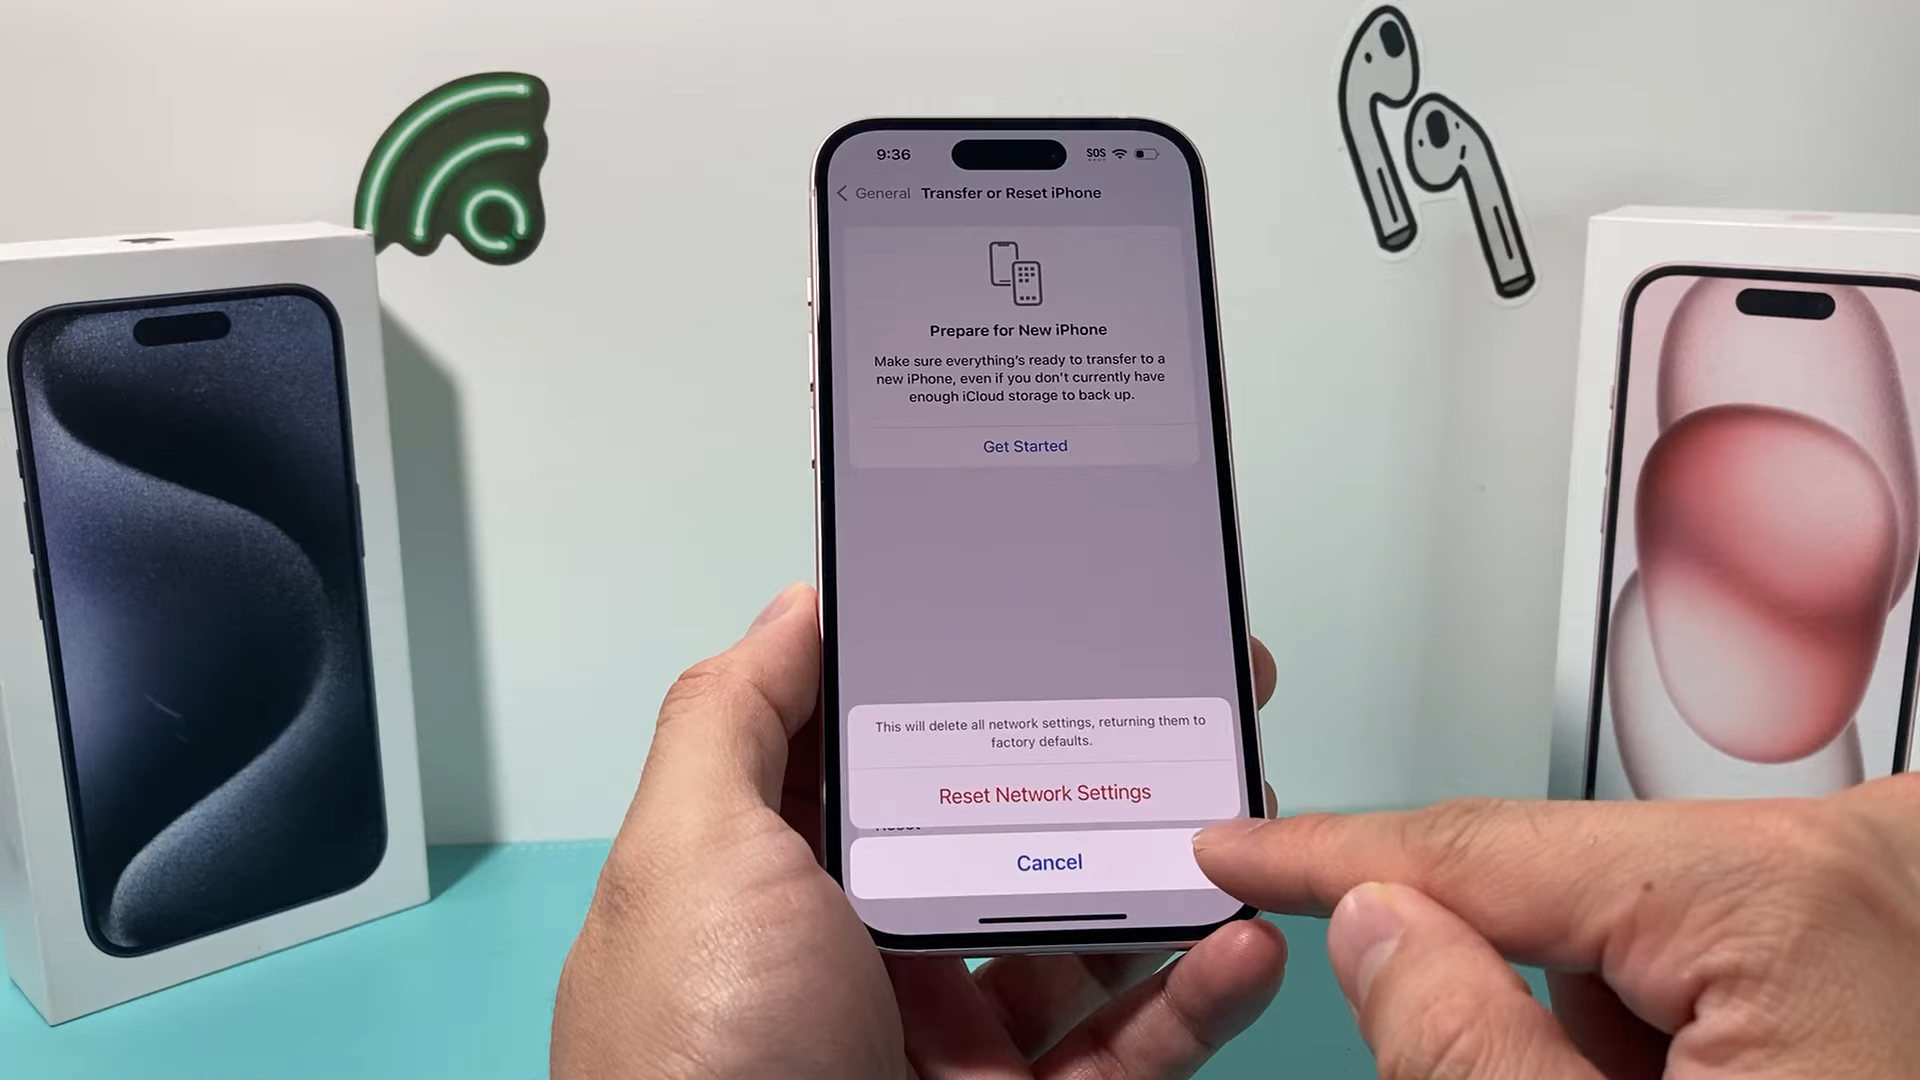 9:36
SOS
General
Transfer or Reset iPhone
Prepare for New iPhone
Make sure everything's ready to transfer to a
new iPhone, even if you don't currently have
enough iCloud storage to back up.
Get Started
This will delete all network settings, returning them to
factory defaults.
Reset Network Settings
Reset
Cancel